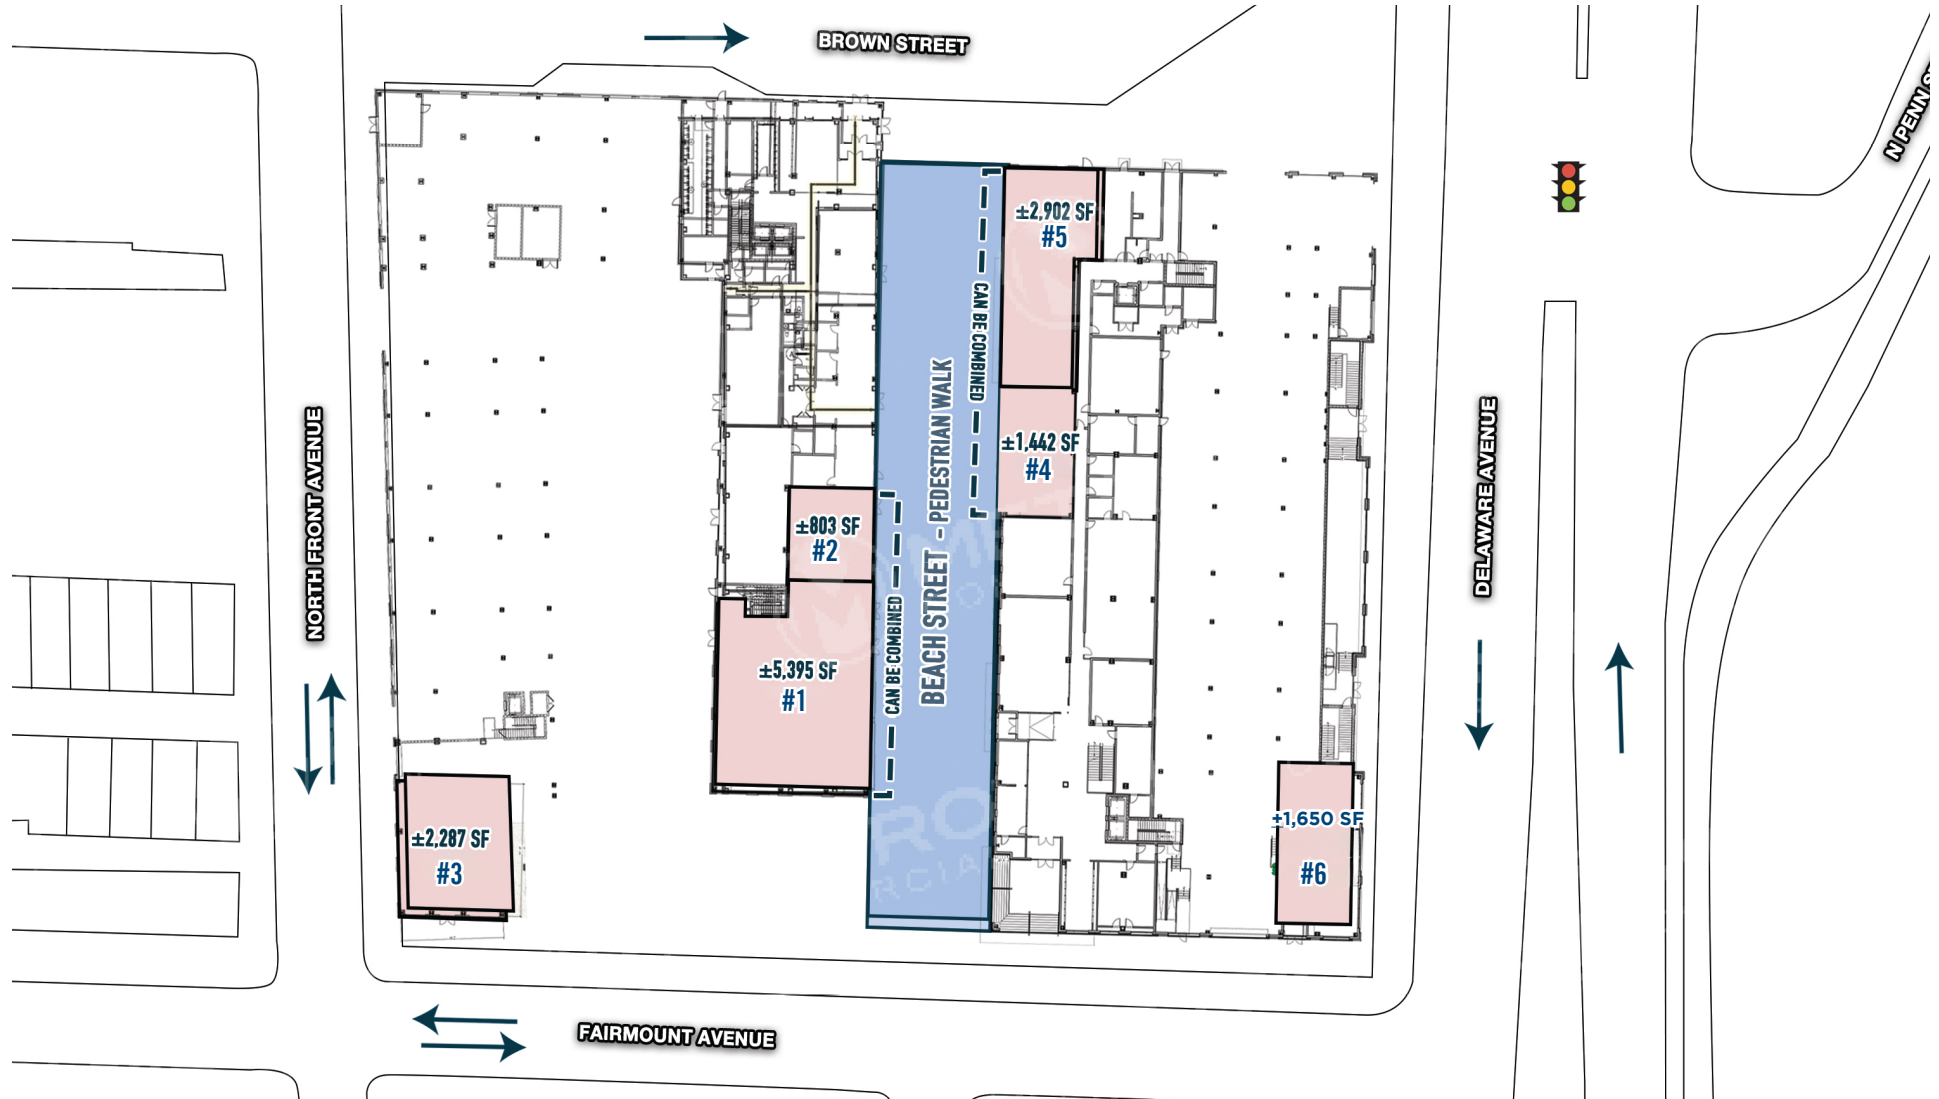 BROWN STREET
N PENN S
±2,902 SF
#5
CAN BE COMBINED
BEACH STREET - PEDESTRIAN WALK
±1,442 SF
#4
NORTH FRONT AVENUE
DELAWARE AVENUE
±803 SF
#2
CAN BE COMBINED
±5,395 SF
#1
±2,287 SF
#3
±1,650 SF
#6
FAIRMOUNT AVENUE